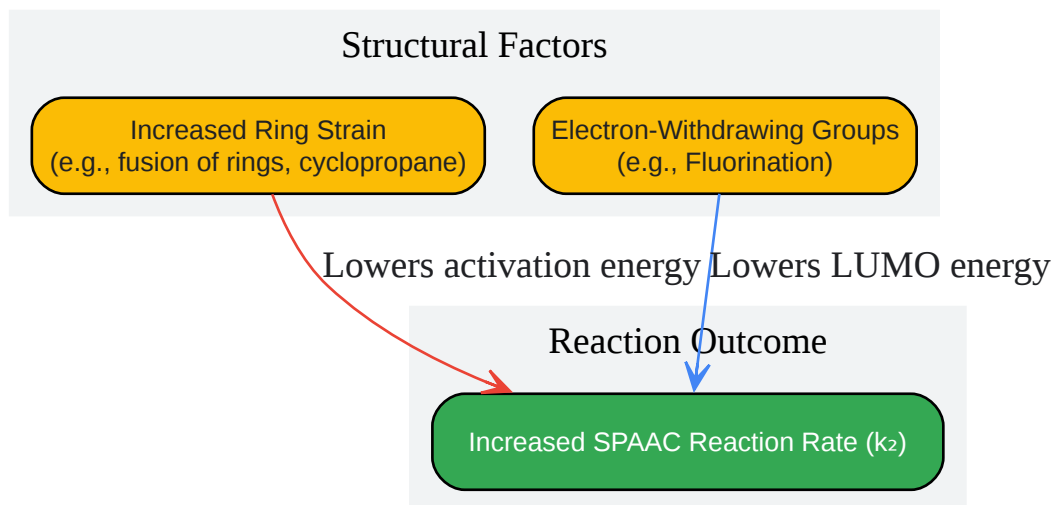 Structural Factors
Increased Ring Strain
(e.g., fusion of rings, cyclopropane)
Electron-Withdrawing Groups
(e.g., Fluorination)
Lowers activation energy
Lowers LUMO energy
Reaction Outcome
Increased SPAAC Reaction Rate (k₂)